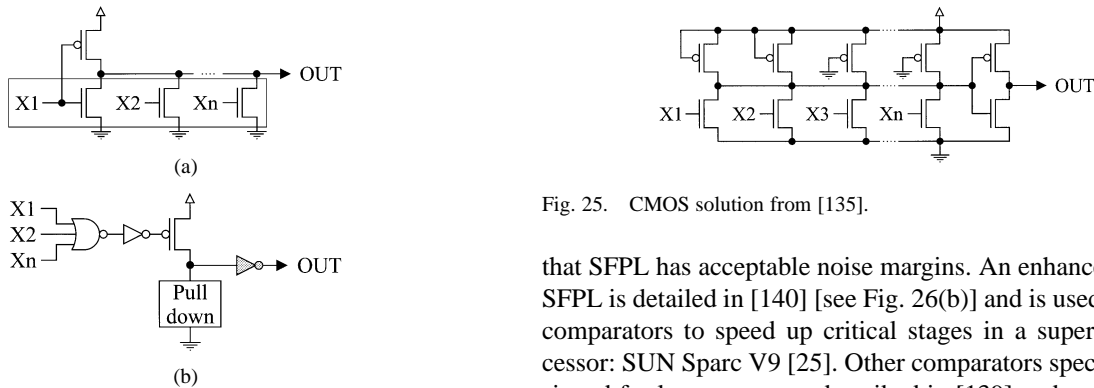 X1
X2
Xn
OUT
(a)
X1
X2
Xn
Pull
down
OUT
(b)
X1
X2
X3
Xn
OUT
Fig. 25. CMOS solution from [135].
that SFPL has acceptable noise margins. An enhance
SFPL is detailed in [140] [see Fig. 26(b)] and is used
comparators to speed up critical stages in a super
cessor: SUN Sparc V9 [25]. Other comparators spec